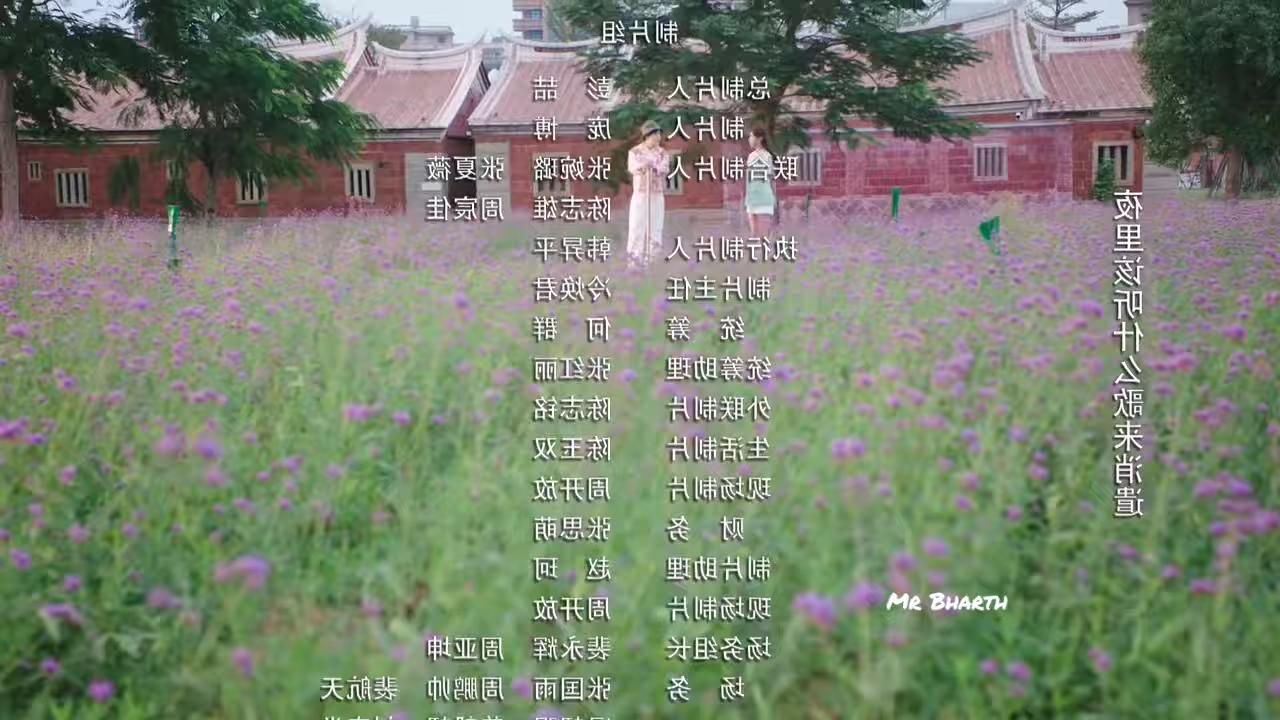 制片组
总制片人 彭 喆
制片人 庞 博
联合制片人 张婉璐 张夏薇
陈志雄 周宸佳
执行制片人 韩昇平
制片主任 冷焕君
统 筹 何 群
统筹助理 张红丽
外联制片 陈志铭
生活制片 陈王双
现场制片 周开放
财 务 张思萌
制片助理 赵 珂
现场制片 周开放
场务组长 裴永辉 周亚坤
场 务 张国雨 周鹏帅 裴航天
夜里该听什么歌来消遣
Mr Bharth